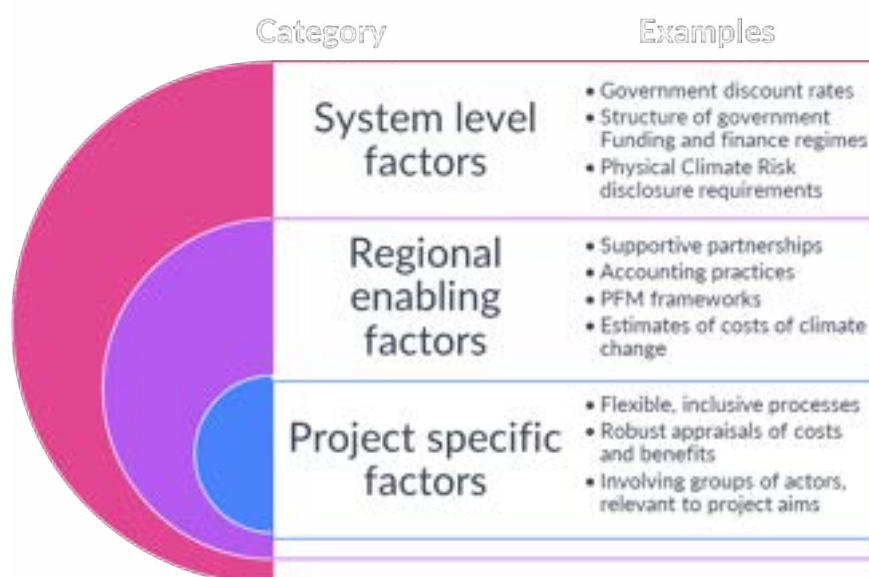 Category Examples
System level
factors
• Government discount rates
• Structure of government
Funding and finance regimes
• Physical Climate Risk
disclosure requirements
Regional
enabling
factors
• Supportive partnerships
• Accounting practices
• PFM frameworks
• Estimates of costs of climate
change
Project specific
factors
• Flexible, inclusive processes
• Robust appraisals of costs
and benefits
• Involving groups of actors,
relevant to project aims